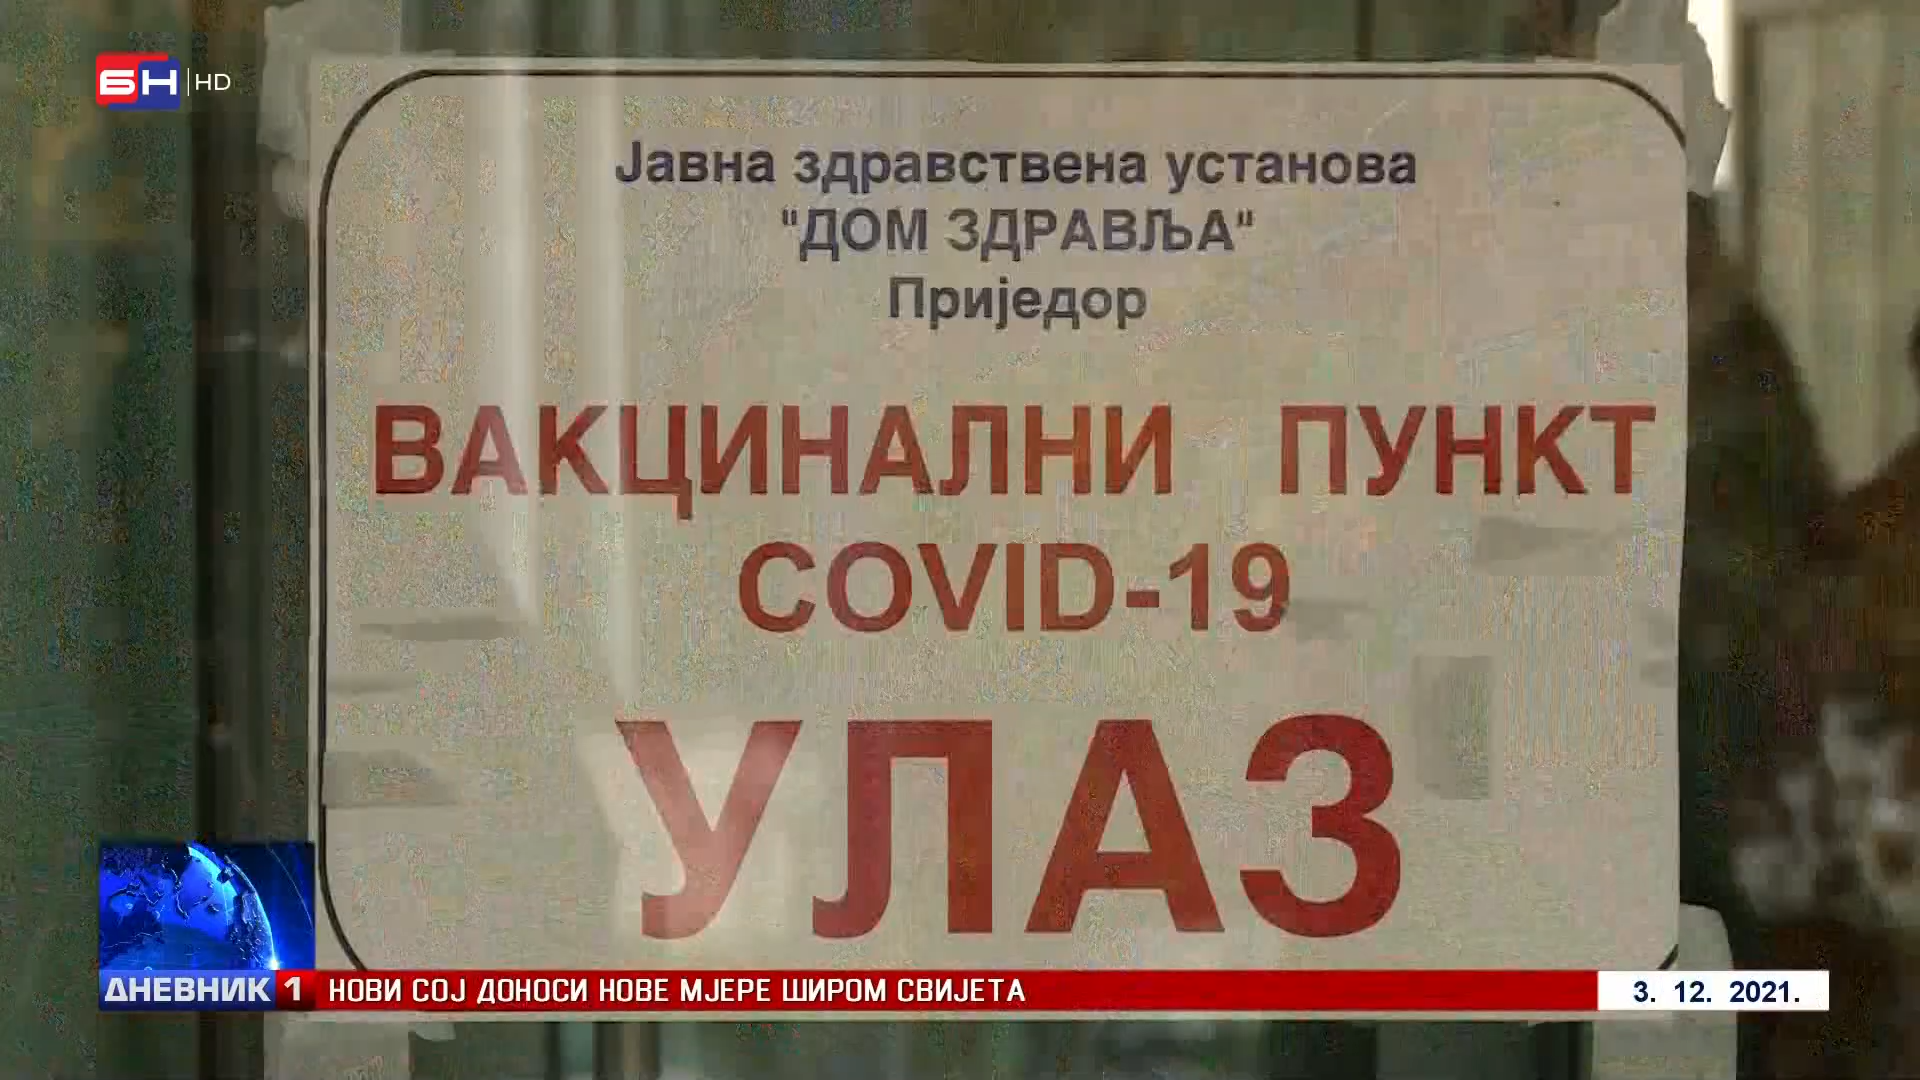 БН HD
Јавна здравствена установа
"ДОМ ЗДРАВЉА"
Приједор
ВАКЦИНАЛНИ ПУНКТ
COVID-19
УЛАЗ
ДНЕВНИК 1 НОВИ СОЈ ДОНОСИ НОВЕ МЈЕРЕ ШИРОМ СВИЈЕТА 3. 12. 2021.